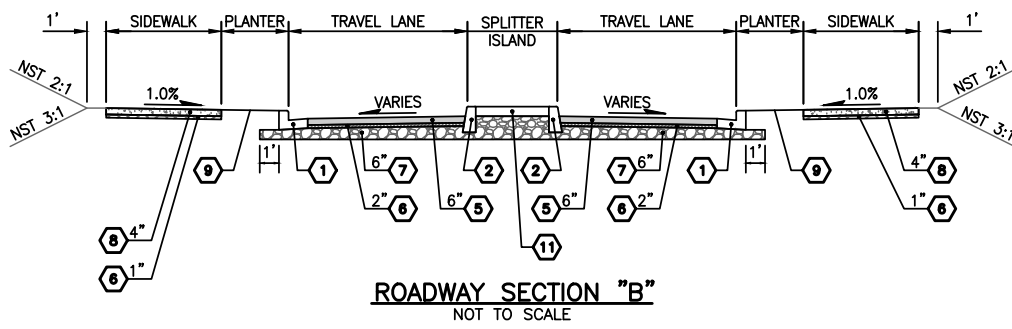 1' SIDEWALK PLANTER TRAVEL LANE SPLITTER ISLAND TRAVEL LANE PLANTER SIDEWALK 1'
NST 2:1 1.0% VARIES VARIES 1.0% NST 2:1
NST 3:1 NST 3:1
9 1' 1 6" 7 2 2 7 6" 1 1' 9 4" 8
2" 6 6" 5 5 6" 6 2" 1" 6
8 4" 11
6 1"
ROADWAY SECTION "B"
NOT TO SCALE